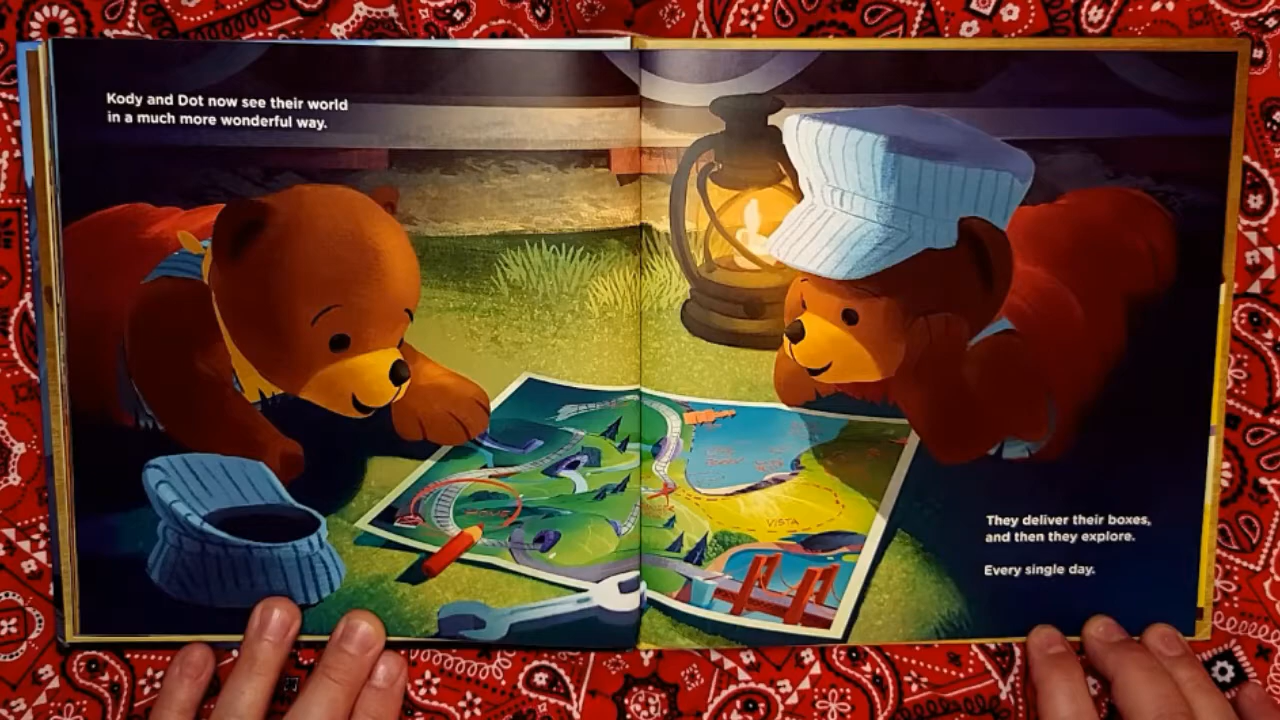 Kody and Dot now see their world
in a much more wonderful way.
VISTA
They deliver their boxes,
and then they explore.
Every single day.